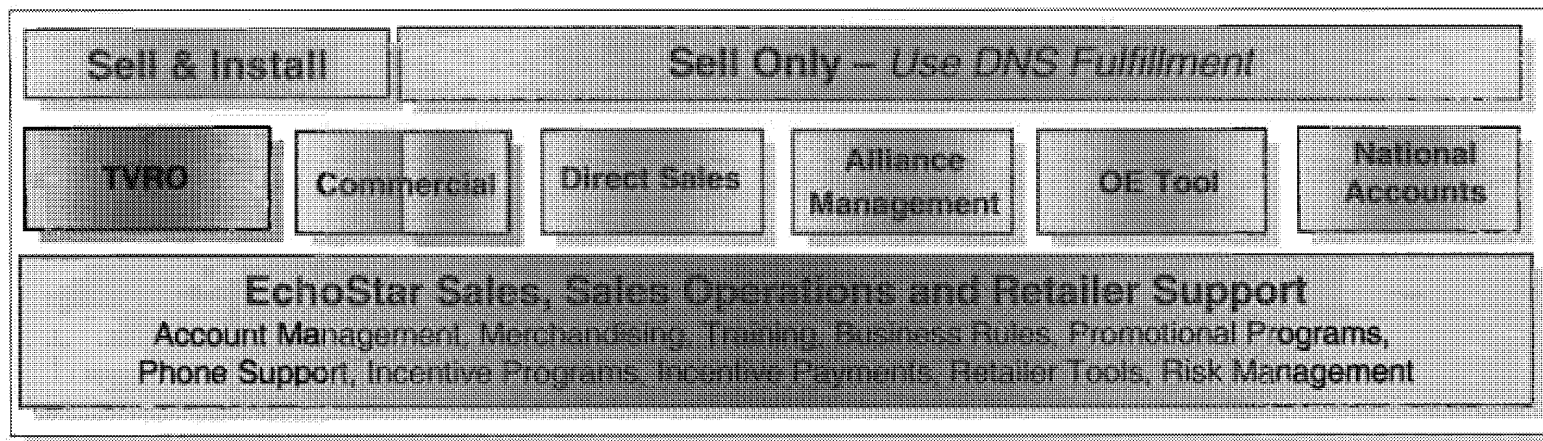 Sell & Install
Sell Only – Use DNS Fulfillment
TVRO
Commercial
Direct Sales
Alliance
Management
OE Tool
National
Accounts
EchoStar Sales, Sales Operations and Retailer Support
Account Management, Merchandising, Training, Business Rules, Promotional Programs,
Phone Support, Incentive Programs, Incentive Payments, Retailer Tools, Risk Management